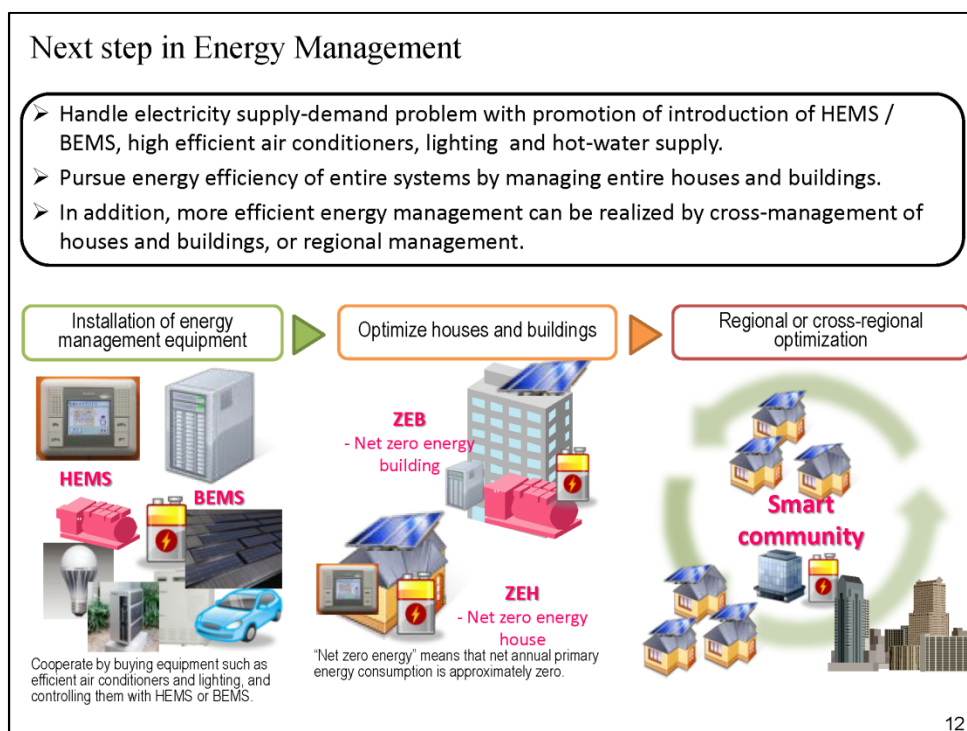 Next step in Energy Management
➢ Handle electricity supply-demand problem with promotion of introduction of HEMS /
BEMS, high efficient air conditioners, lighting and hot-water supply.
➢ Pursue energy efficiency of entire systems by managing entire houses and buildings.
➢ In addition, more efficient energy management can be realized by cross-management of
houses and buildings, or regional management.
Installation of energy
management equipment
Optimize houses and buildings
Regional or cross-regional
optimization
HEMS
BEMS
Cooperate by buying equipment such as
efficient air conditioners and lighting, and
controlling them with HEMS or BEMS.
ZEB
- Net zero energy
building
ZEH
- Net zero energy
house
“Net zero energy” means that net annual primary
energy consumption is approximately zero.
Smart
community
12